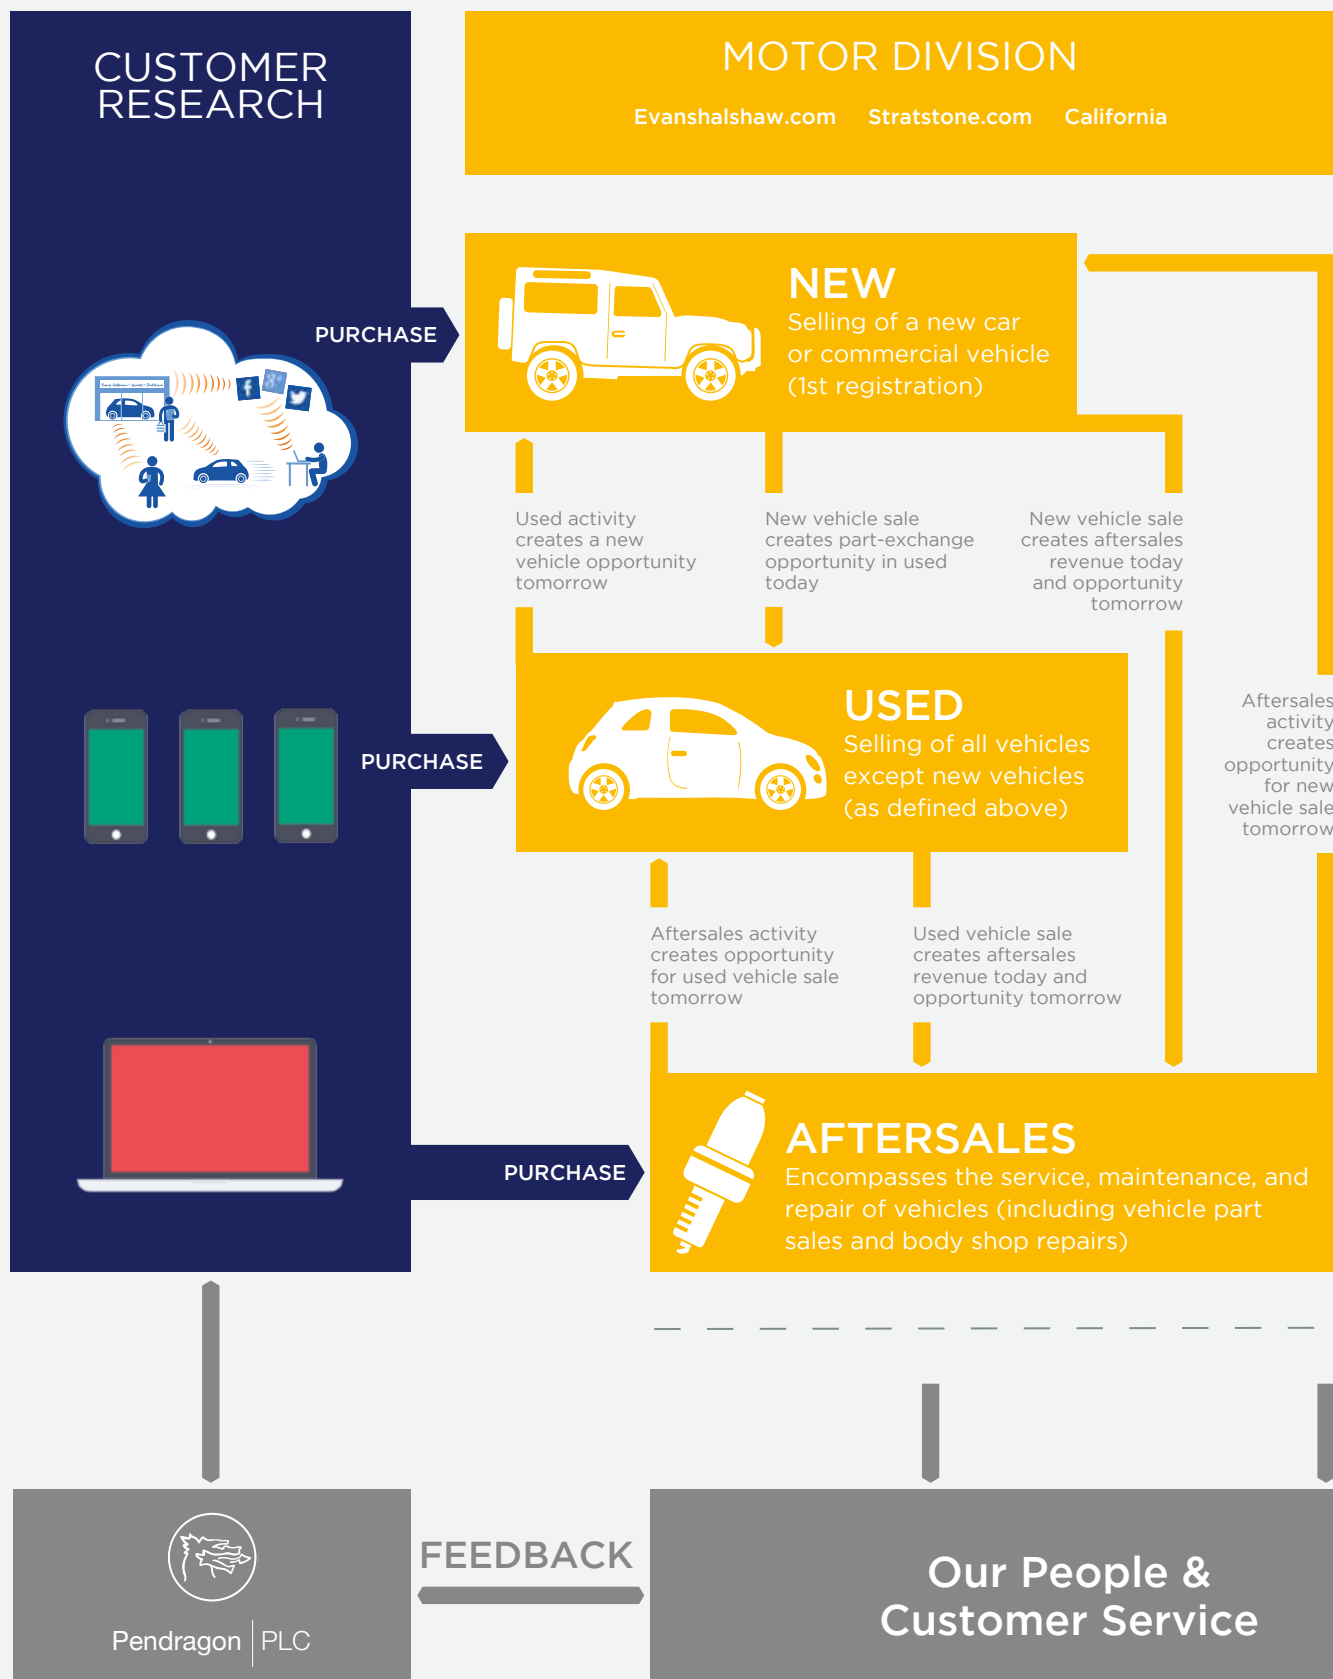 CUSTOMER
RESEARCH
MOTOR DIVISION
Evanshalshaw.com Stratstone.com California
PURCHASE
NEW
Selling of a new car
or commercial vehicle
(1st registration)
Used activity
creates a new
vehicle opportunity
tomorrow
New vehicle sale
creates part-exchange
opportunity in used
today
New vehicle sale
creates aftersales
revenue today
and opportunity
tomorrow
PURCHASE
USED
Selling of all vehicles
except new vehicles
(as defined above)
Aftersales
activity
creates
opportunity
for new
vehicle sale
tomorrow
Aftersales activity
creates opportunity
for used vehicle sale
tomorrow
Used vehicle sale
creates aftersales
revenue today and
opportunity tomorrow
PURCHASE
AFTERSALES
Encompasses the service, maintenance, and
repair of vehicles (including vehicle part
sales and body shop repairs)
Pendragon PLC
FEEDBACK
Our People &
Customer Service